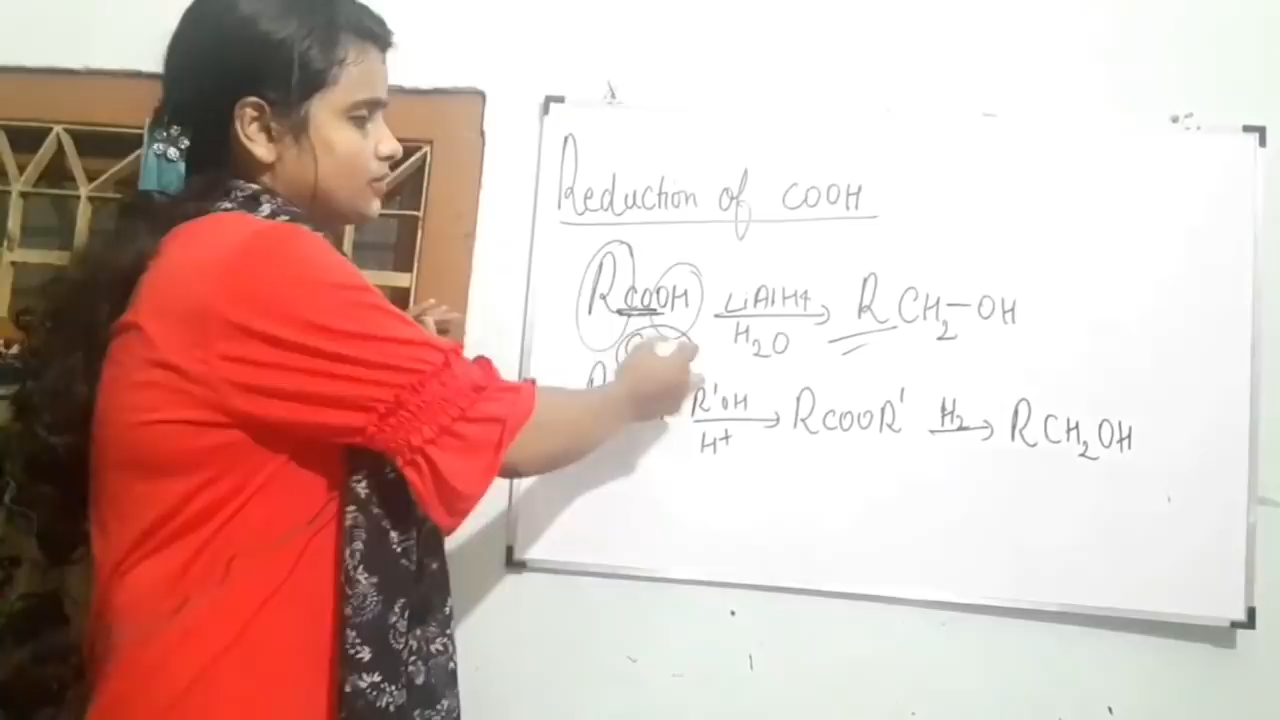 Reduction of COOH
RCOOH LiAlH4 H₂O RCH₂–OH
R R'OH H+ RCOOR' H₂ RCH₂OH